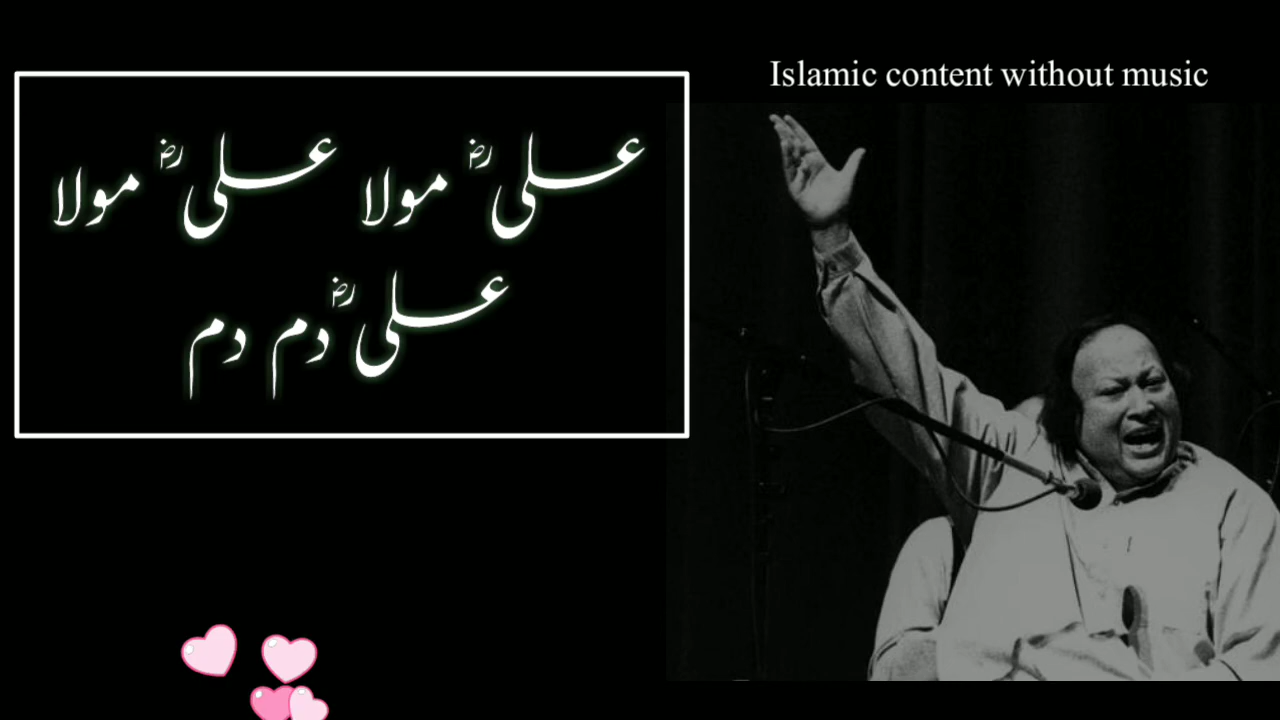 Islamic content without music
علیؓ مولا علیؓ مولا
علیؓ دم دم